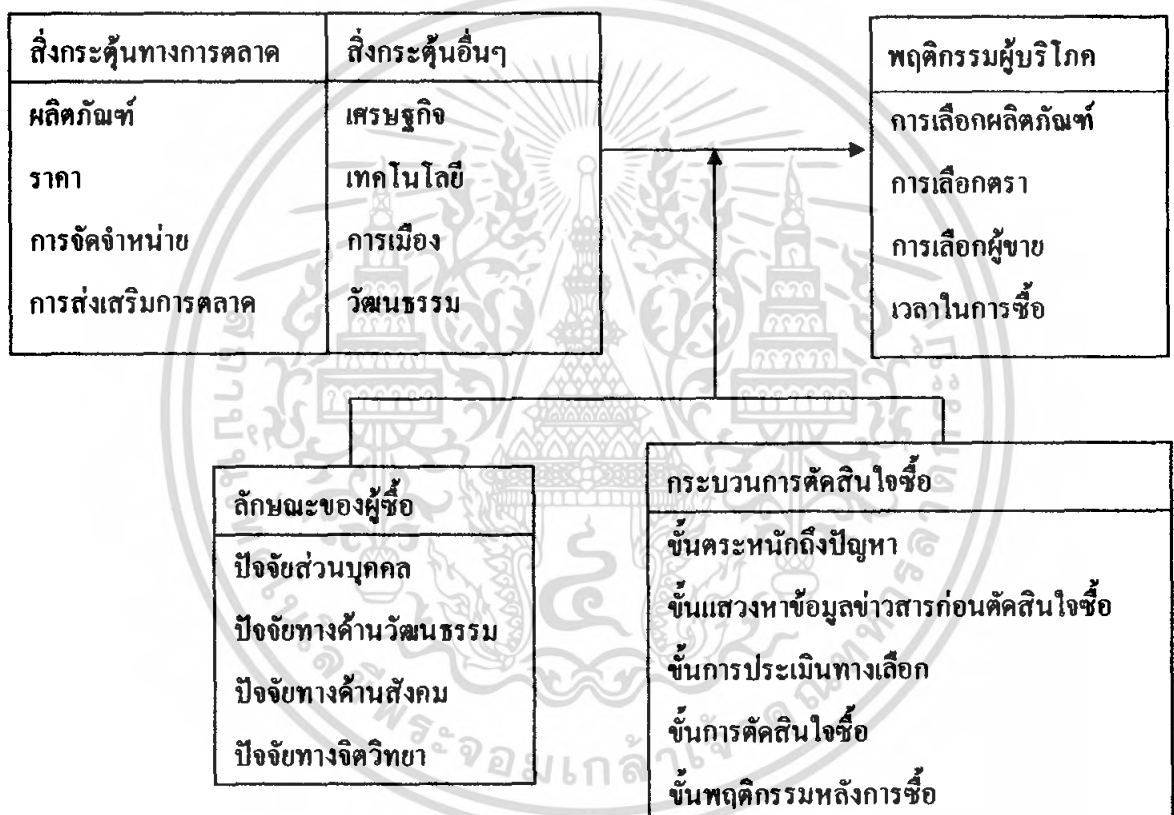 สิ่งกระตุ้นทางการตลาด
ผลิตภัณฑ์
ราคา
การจัดจำหน่าย
การส่งเสริมการตลาด
สิ่งกระตุ้นอื่นๆ
เศรษฐกิจ
เทคโนโลยี
การเมือง
วัฒนธรรม
พฤติกรรมผู้บริโภค
การเลือกผลิตภัณฑ์
การเลือกตรา
การเลือกผู้ขาย
เวลาในการซื้อ
ลักษณะของผู้ซื้อ
ปัจจัยส่วนบุคคล
ปัจจัยทางด้านวัฒนธรรม
ปัจจัยทางด้านสังคม
ปัจจัยทางจิตวิทยา
กระบวนการตัดสินใจซื้อ
ขั้นตระหนักถึงปัญหา
ขั้นแสวงหาข้อมูลข่าวสารก่อนตัดสินใจซื้อ
ขั้นการประเมินทางเลือก
ขั้นการตัดสินใจซื้อ
ขั้นพฤติกรรมหลังการซื้อ